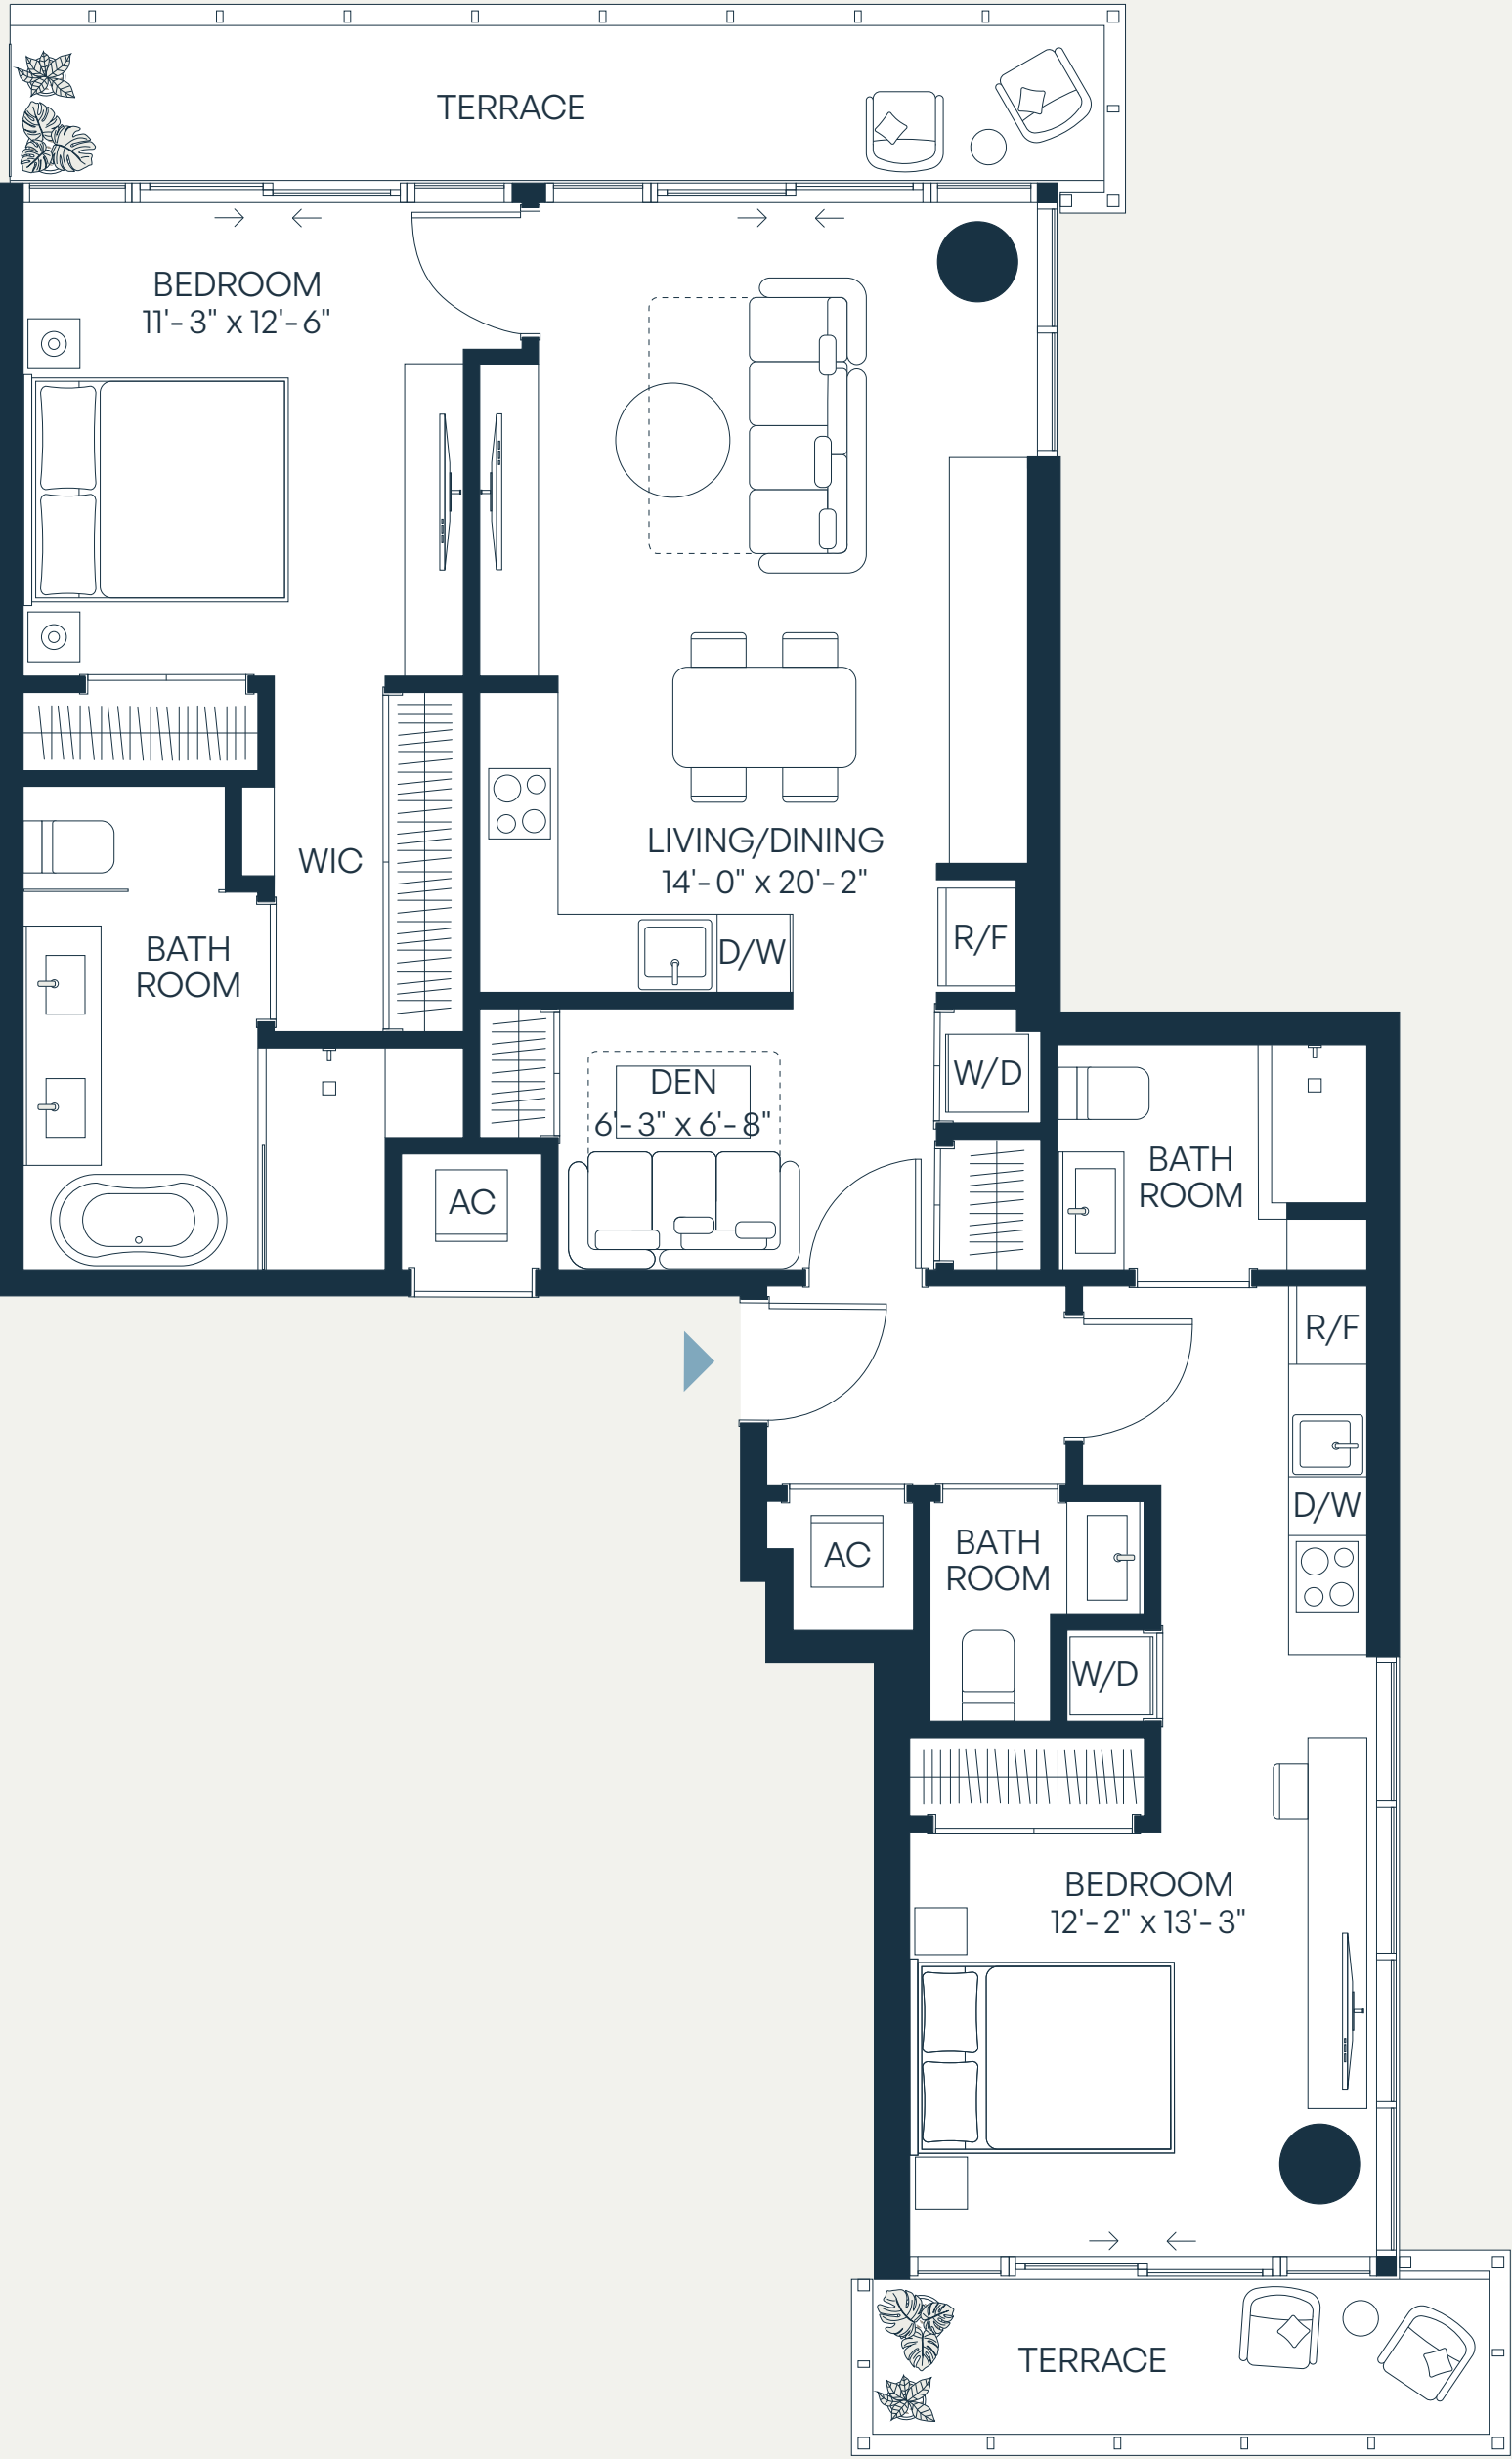 TERRACE
BEDROOM
11'-3" x 12'-6"
LIVING/DINING
14'-0" x 20'-2"
WIC
BATH
ROOM
R/F
D/W
DEN
6'-3" x 6'-8"
W/D
AC
BATH
ROOM
R/F
D/W
AC
BATH
ROOM
W/D
BEDROOM
12'-2" x 13'-3"
TERRACE